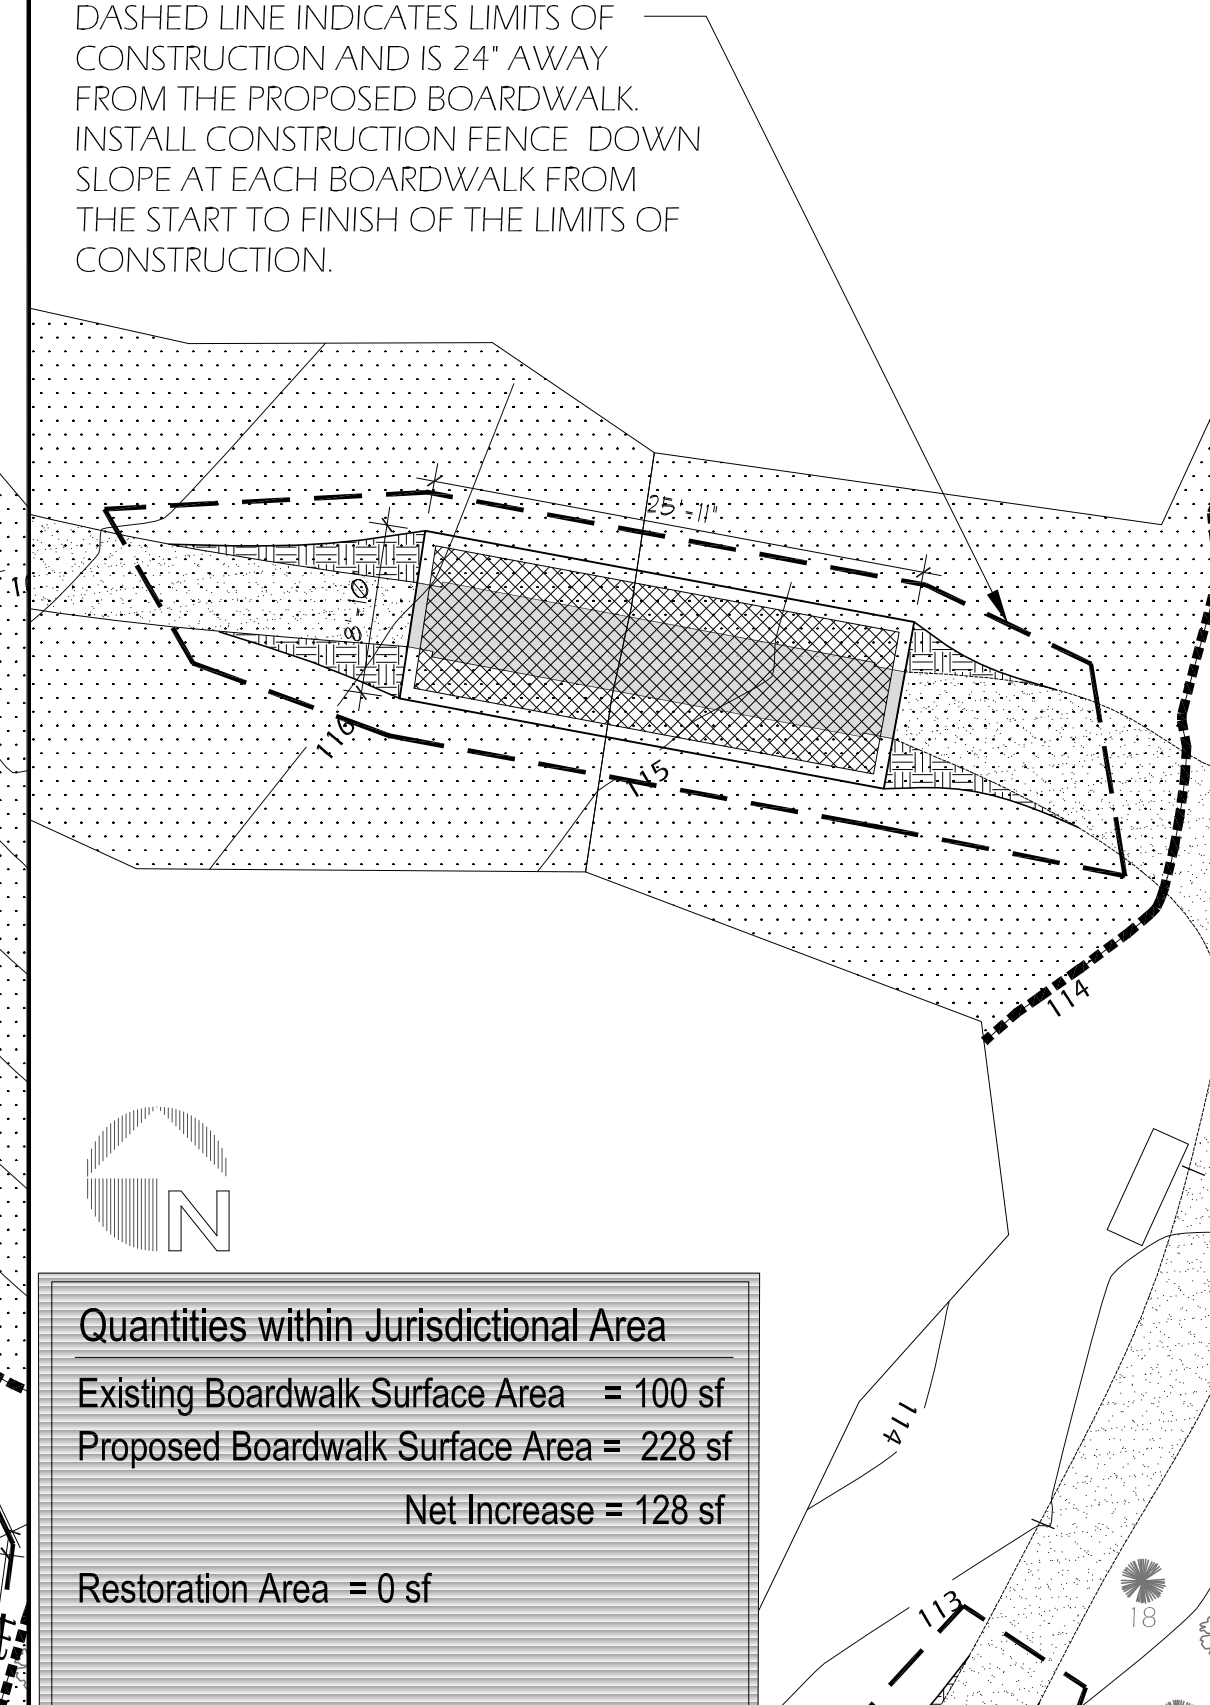 DASHED LINE INDICATES LIMITS OF
CONSTRUCTION AND IS 24" AWAY
FROM THE PROPOSED BOARDWALK.
INSTALL CONSTRUCTION FENCE DOWN
SLOPE AT EACH BOARDWALK FROM
THE START TO FINISH OF THE LIMITS OF
CONSTRUCTION.
25'-11"
8'-10
116
115
114
N
Quantities within Jurisdictional Area
Existing Boardwalk Surface Area = 100 sf
Proposed Boardwalk Surface Area = 228 sf
Net Increase = 128 sf
Restoration Area = 0 sf
114
113
18